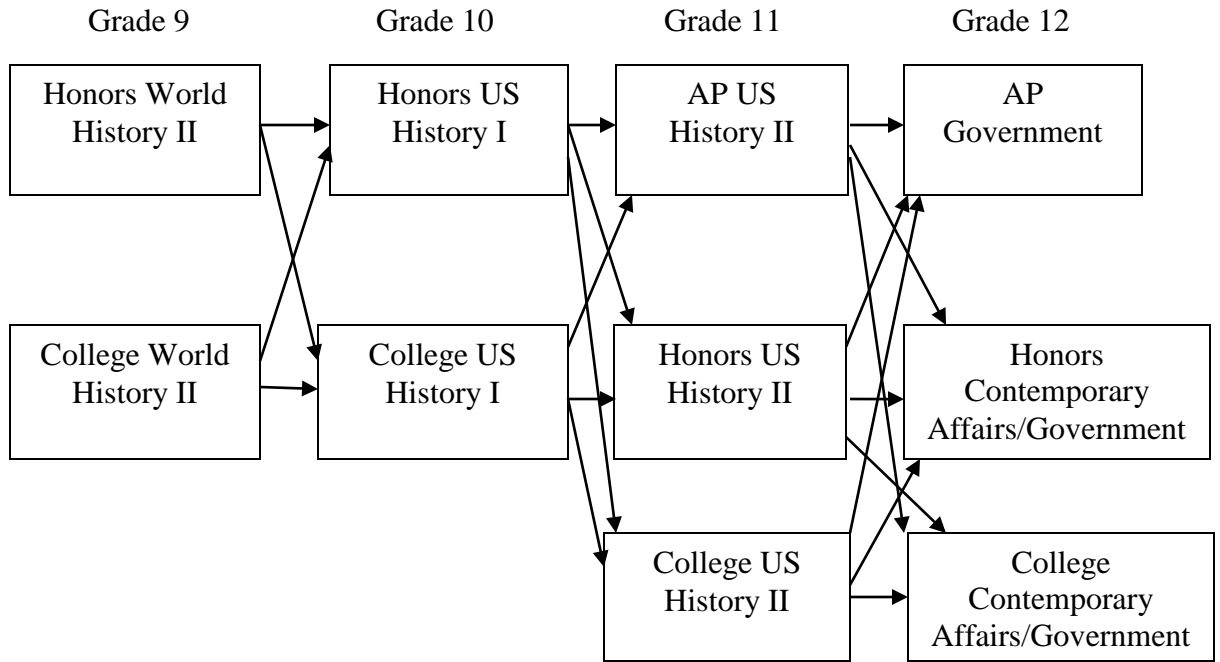 Grade 9
Grade 10
Grade 11
Grade 12
Honors World
History II
Honors US
History I
AP US
History II
AP
Government
College World
History II
College US
History I
Honors US
History II
Honors
Contemporary
Affairs/Government
College US
History II
College
Contemporary
Affairs/Government